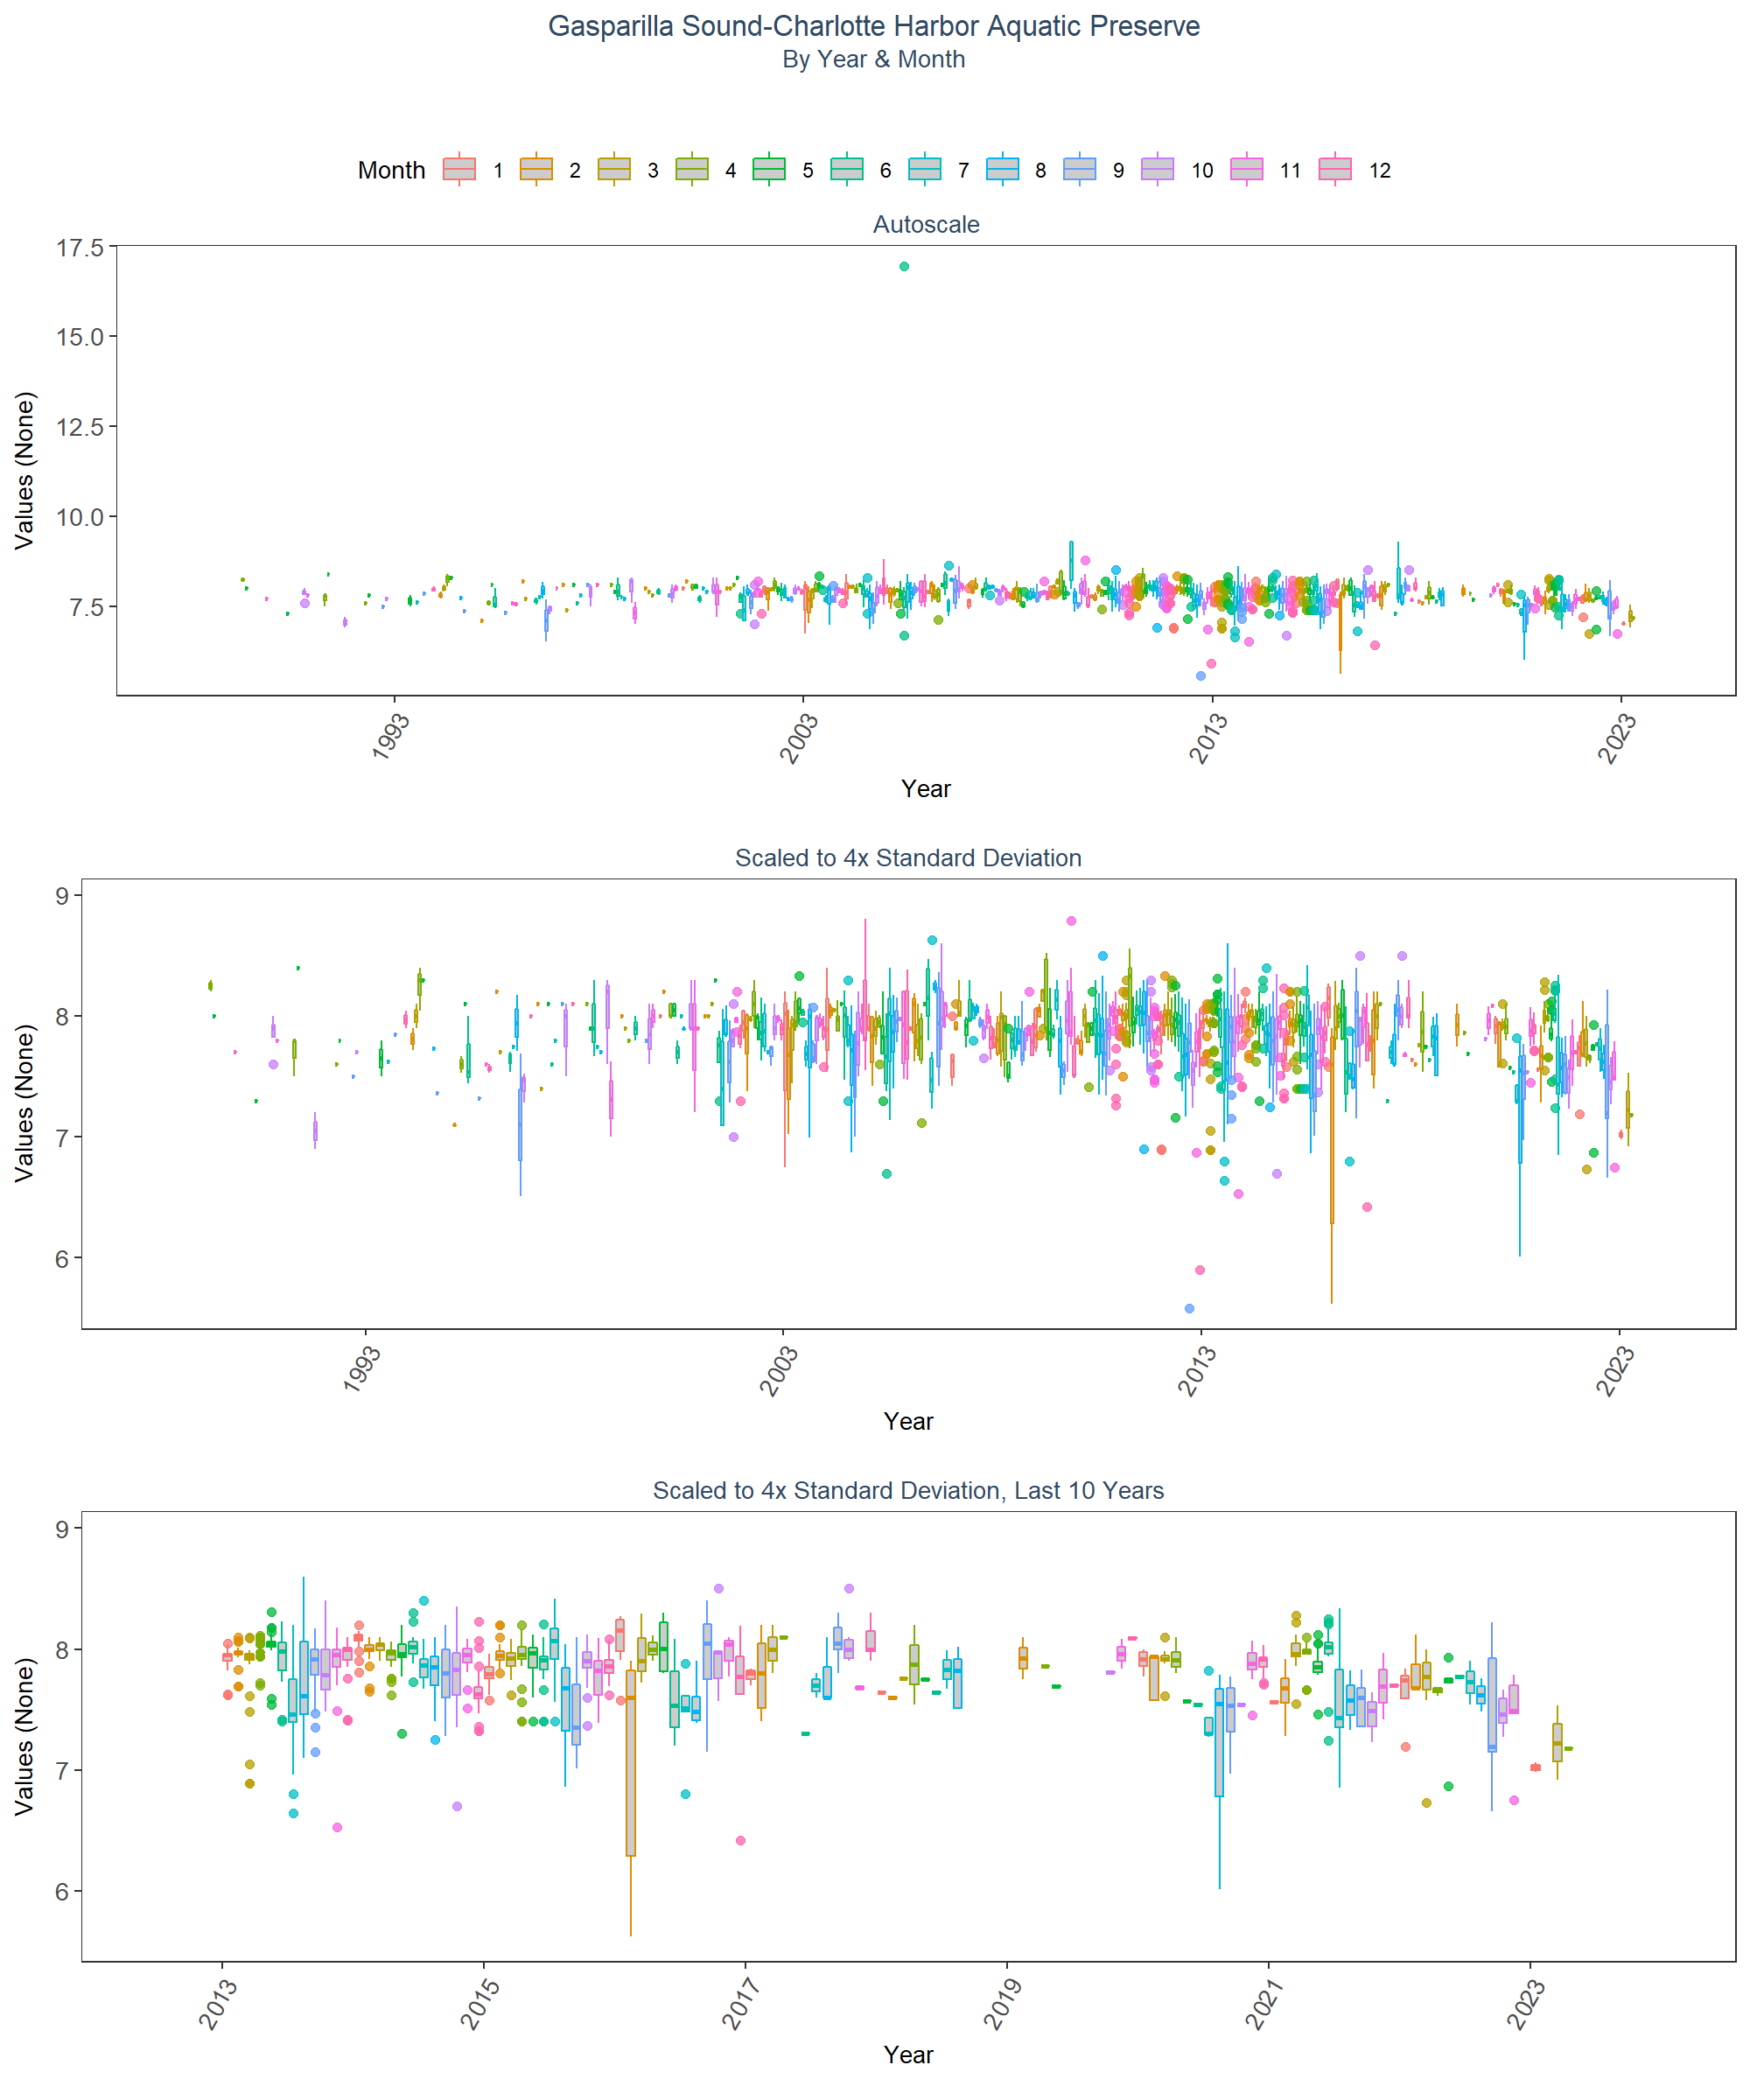 Gasparilla Sound-Charlotte Harbor Aquatic Preserve
By Year & Month
Month 1 2 3 4 5 6 7 8 9 10 11 12
Autoscale
17.5
15.0
12.5
10.0
7.5
Values (None)
1993 2003 2013 2023
Year
Scaled to 4x Standard Deviation
9
8
7
6
Values (None)
1993 2003 2013 2023
Year
Scaled to 4x Standard Deviation, Last 10 Years
9
8
7
6
Values (None)
2013 2015 2017 2019 2021 2023
Year